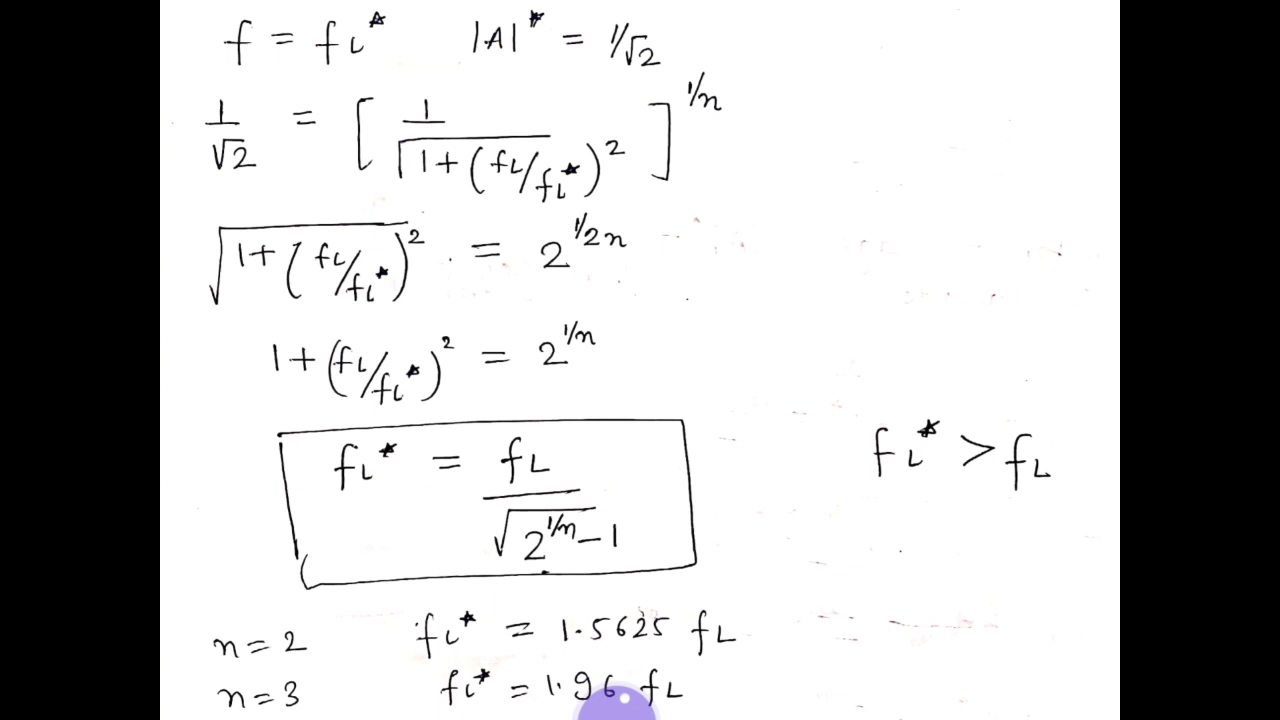 f = fL* |A|* = 1/√2
1/√2 = [ 1/√(1+(fL/fL*)²) ]^1/n
√(1+(fL/fL*)²) = 2^1/2n
1+(fL/fL*)² = 2^1/n
fL* = fL/√(2^1/n-1) fL* > fL
n=2 fL* = 1.5625 fL
n=3 fL* = 1.96 fL